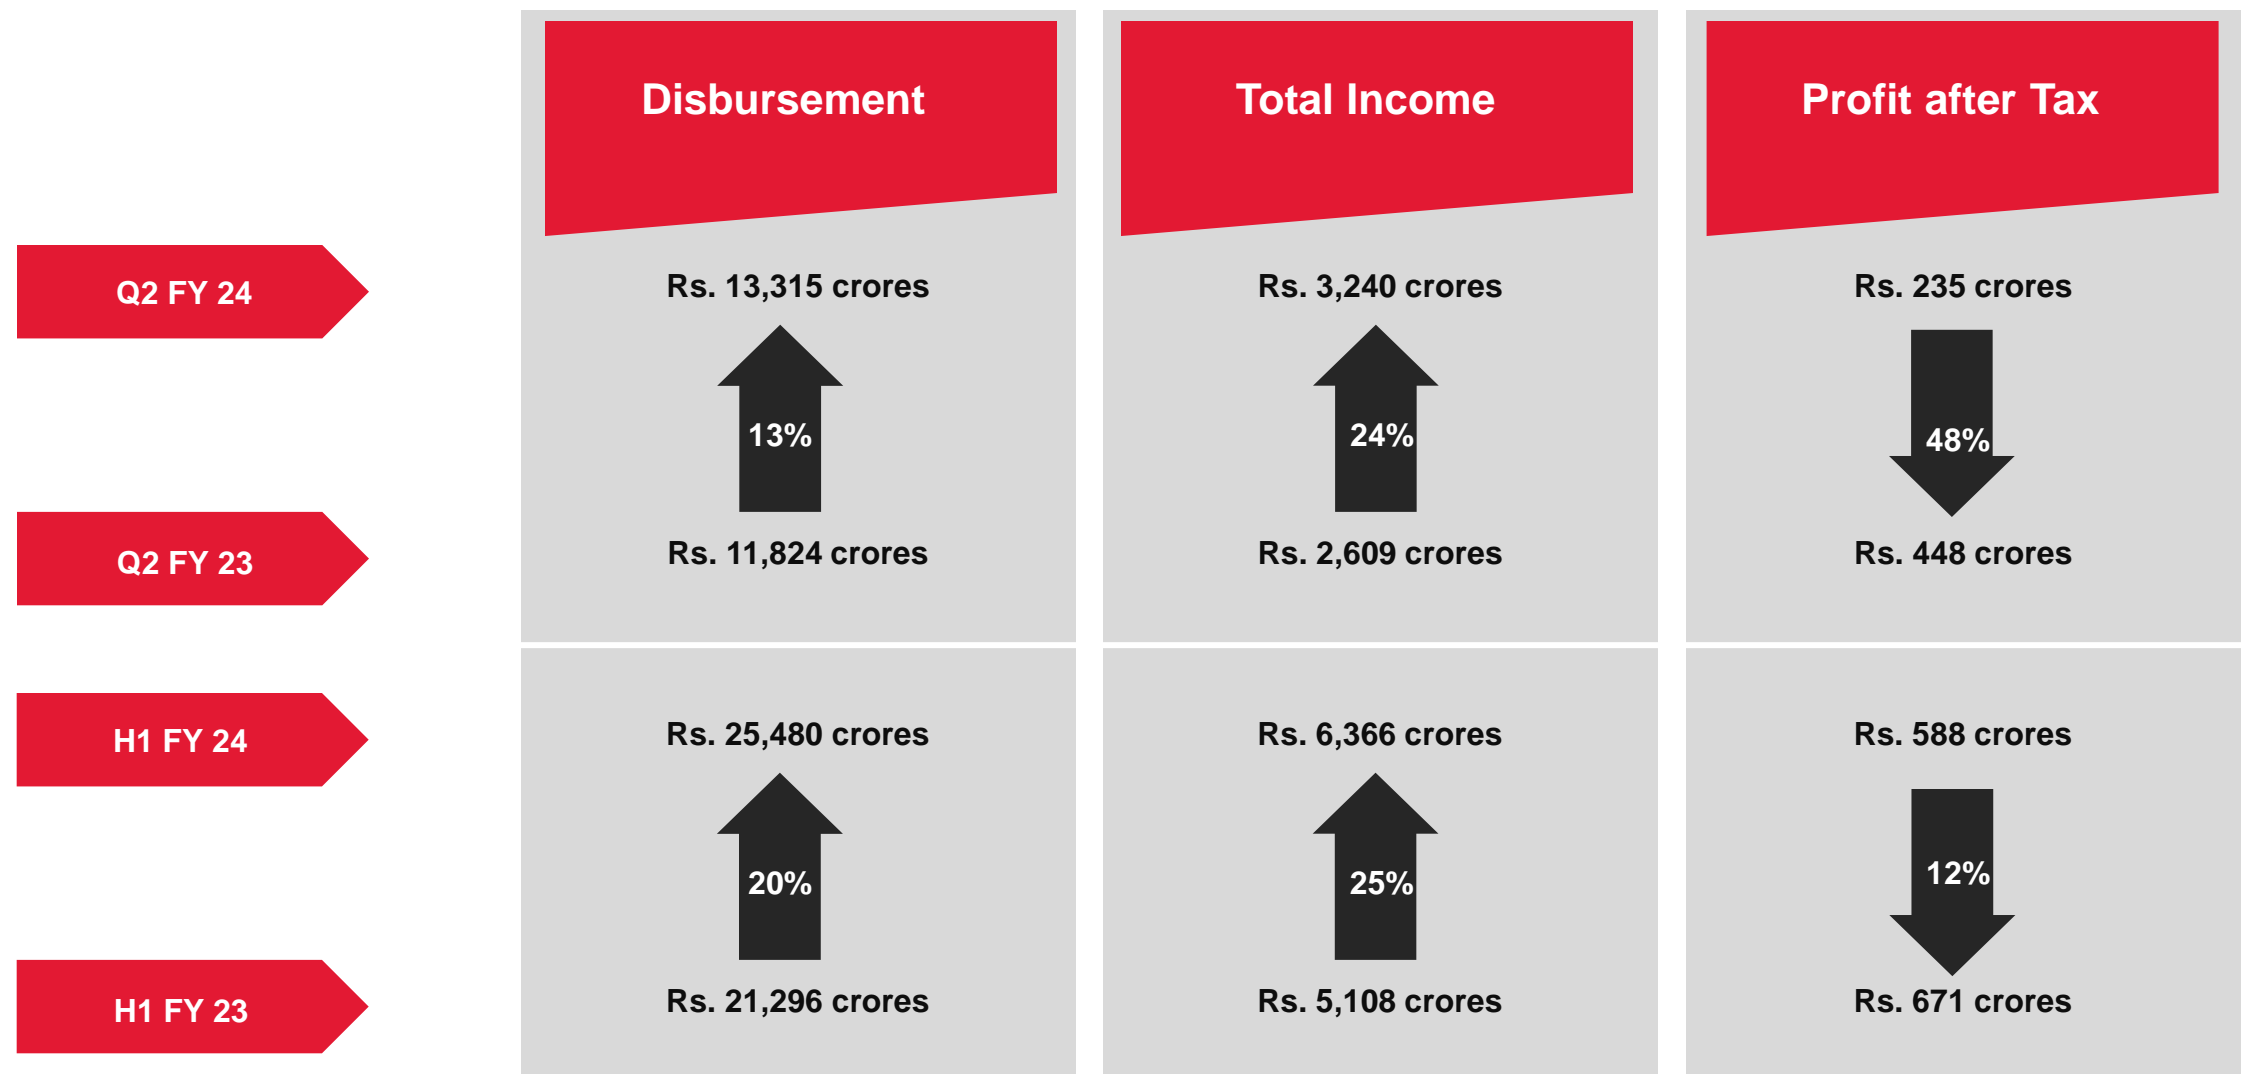 Disbursement
Total Income
Profit after Tax
Q2 FY 24
Rs. 13,315 crores
Rs. 3,240 crores
Rs. 235 crores
13%
24%
48%
Q2 FY 23
Rs. 11,824 crores
Rs. 2,609 crores
Rs. 448 crores
H1 FY 24
Rs. 25,480 crores
Rs. 6,366 crores
Rs. 588 crores
20%
25%
12%
H1 FY 23
Rs. 21,296 crores
Rs. 5,108 crores
Rs. 671 crores